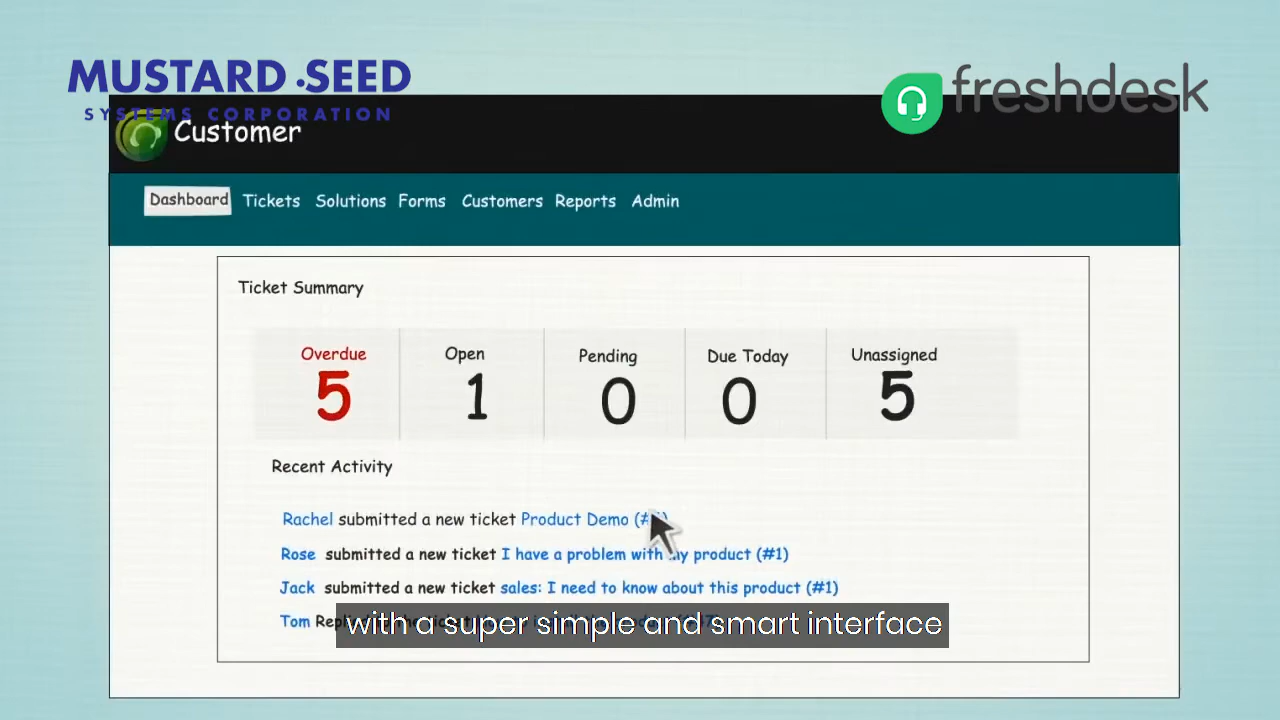 MUSTARD·SEED
SYSTEMS CORPORATION
freshdesk
Customer
Dashboard Tickets Solutions Forms Customers Reports Admin
Ticket Summary
Overdue Open Pending Due Today Unassigned
5 1 0 0 5
Recent Activity
Rachel submitted a new ticket Product Demo
Rose submitted a new ticket I have a problem with my product (#1)
Jack submitted a new ticket sales: I need to know about this product (#1)
Tom
with a super simple and smart interface